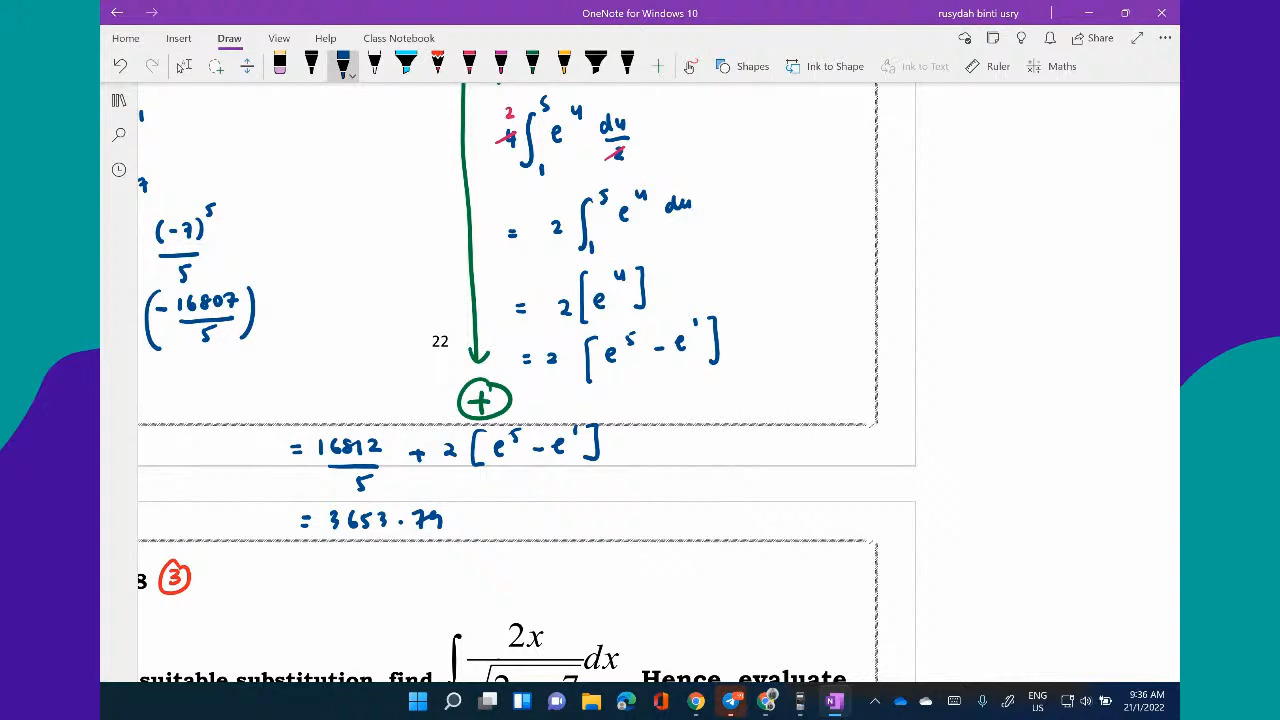 OneNote for Windows 10
rusydah binti usry
Home Insert Draw View Help Class Notebook
Share
Shapes Ink to Shape Ink to Text Ruler Maths
4 2 ∫₁⁵ e^u du/2
= 2 ∫₁⁵ e^u du
(-7)^5/5
= 2 [e^u]
(-16807/5)
22
= 2 [e^5 - e^1]
+
= 16812/5 + 2 [e^5 - e^1]
= 3653.79
8 3
suitable substitution, find ∫ 2x dx Hence evaluate
ENG
US
9:36 AM
21/1/2022